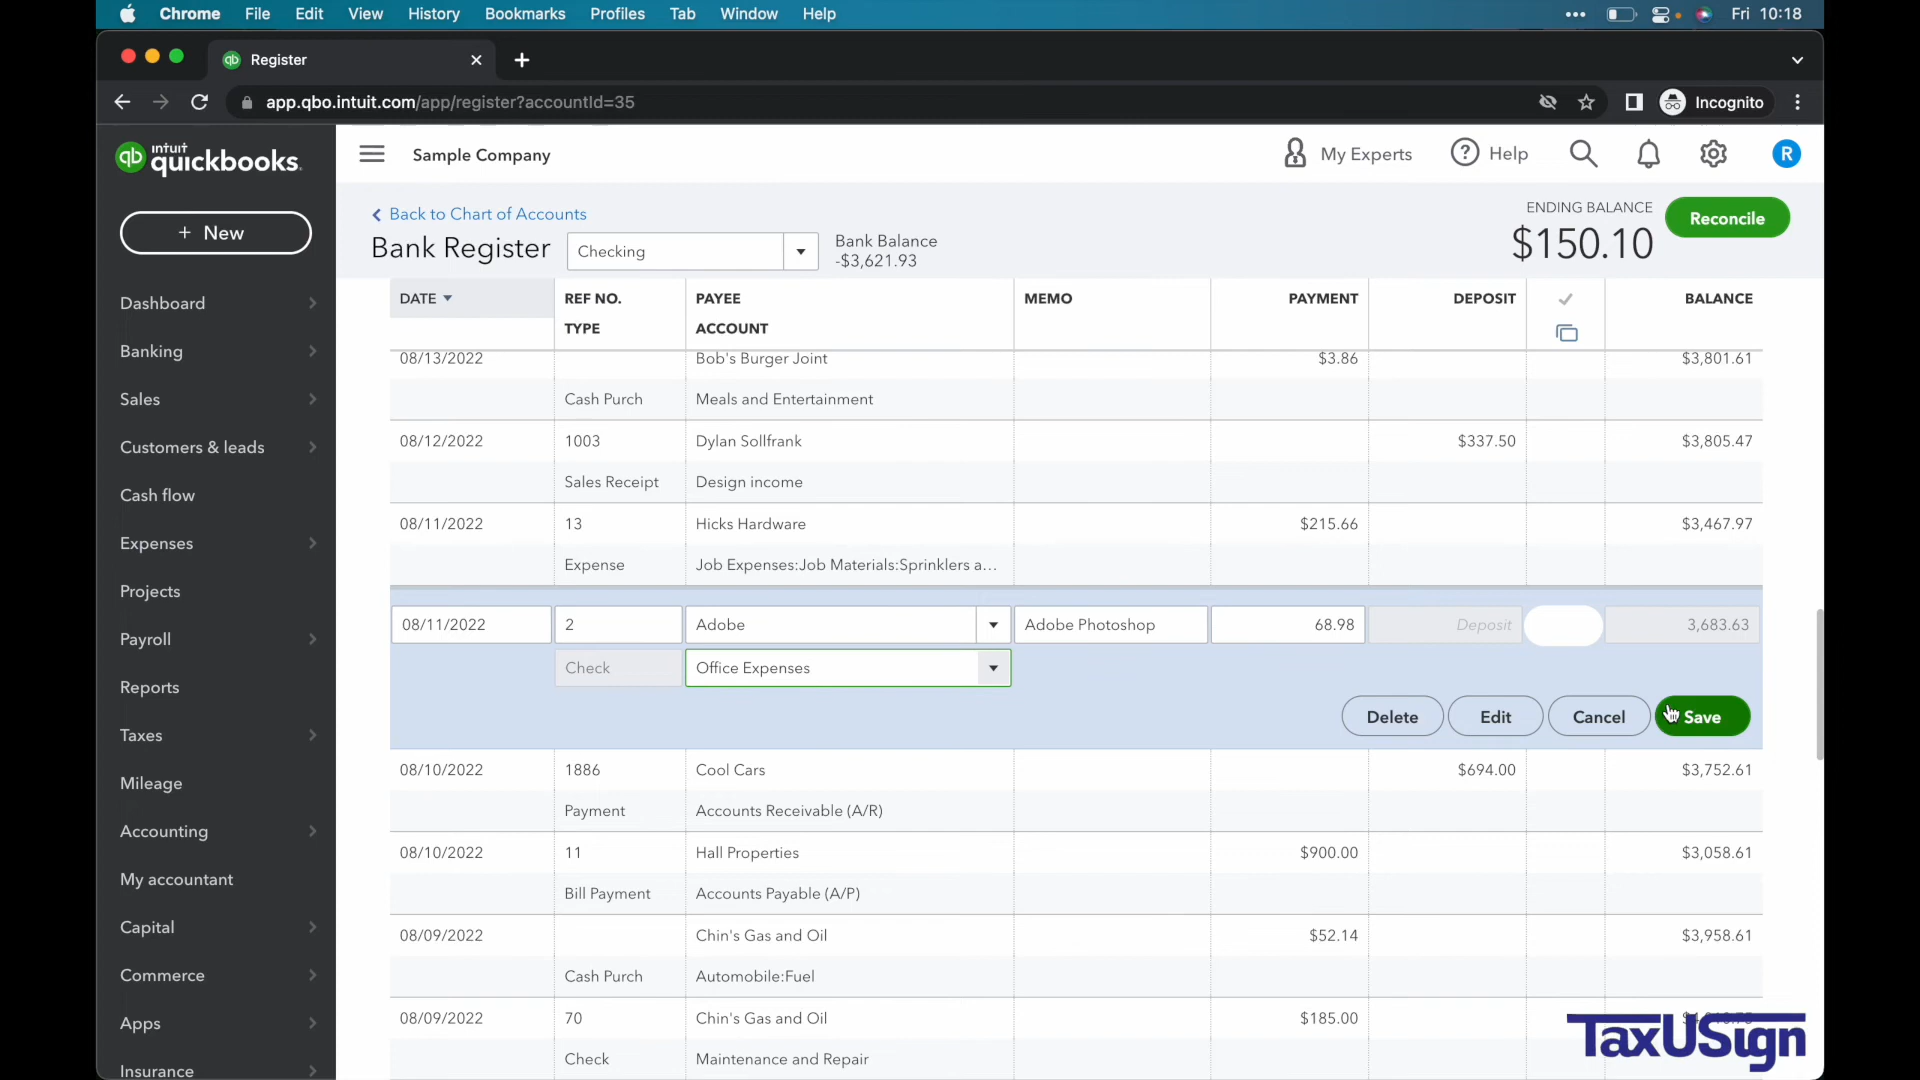 Chrome File Edit View History Bookmarks Profiles Tab Window Help Fri 10:18
Register
app.qbo.intuit.com/app/register?accountId=35 Incognito
intuit quickbooks. Sample Company My Experts Help R
+ New
Back to Chart of Accounts
Bank Register Checking Bank Balance -$3,621.93
ENDING BALANCE $150.10 Reconcile
Dashboard
Banking
Sales
Customers & leads
Cash flow
Expenses
Projects
Payroll
Reports
Taxes
Mileage
Accounting
My accountant
Capital
Commerce
Apps
Insurance
DATE REF NO. PAYEE MEMO PAYMENT DEPOSIT BALANCE
TYPE ACCOUNT
08/13/2022 Bob's Burger Joint $3.86 $3,801.61
Cash Purch Meals and Entertainment
08/12/2022 1003 Dylan Sollfrank $337.50 $3,805.47
Sales Receipt Design income
08/11/2022 13 Hicks Hardware $215.66 $3,467.97
Expense Job Expenses:Job Materials:Sprinklers a...
08/11/2022 2 Adobe Adobe Photoshop 68.98 Deposit 3,683.63
Check Office Expenses
Delete Edit Cancel Save
08/10/2022 1886 Cool Cars $694.00 $3,752.61
Payment Accounts Receivable (A/R)
08/10/2022 11 Hall Properties $900.00 $3,058.61
Bill Payment Accounts Payable (A/P)
08/09/2022 Chin's Gas and Oil $52.14 $3,958.61
Cash Purch Automobile:Fuel
08/09/2022 70 Chin's Gas and Oil $185.00
Check Maintenance and Repair
TaxUSign